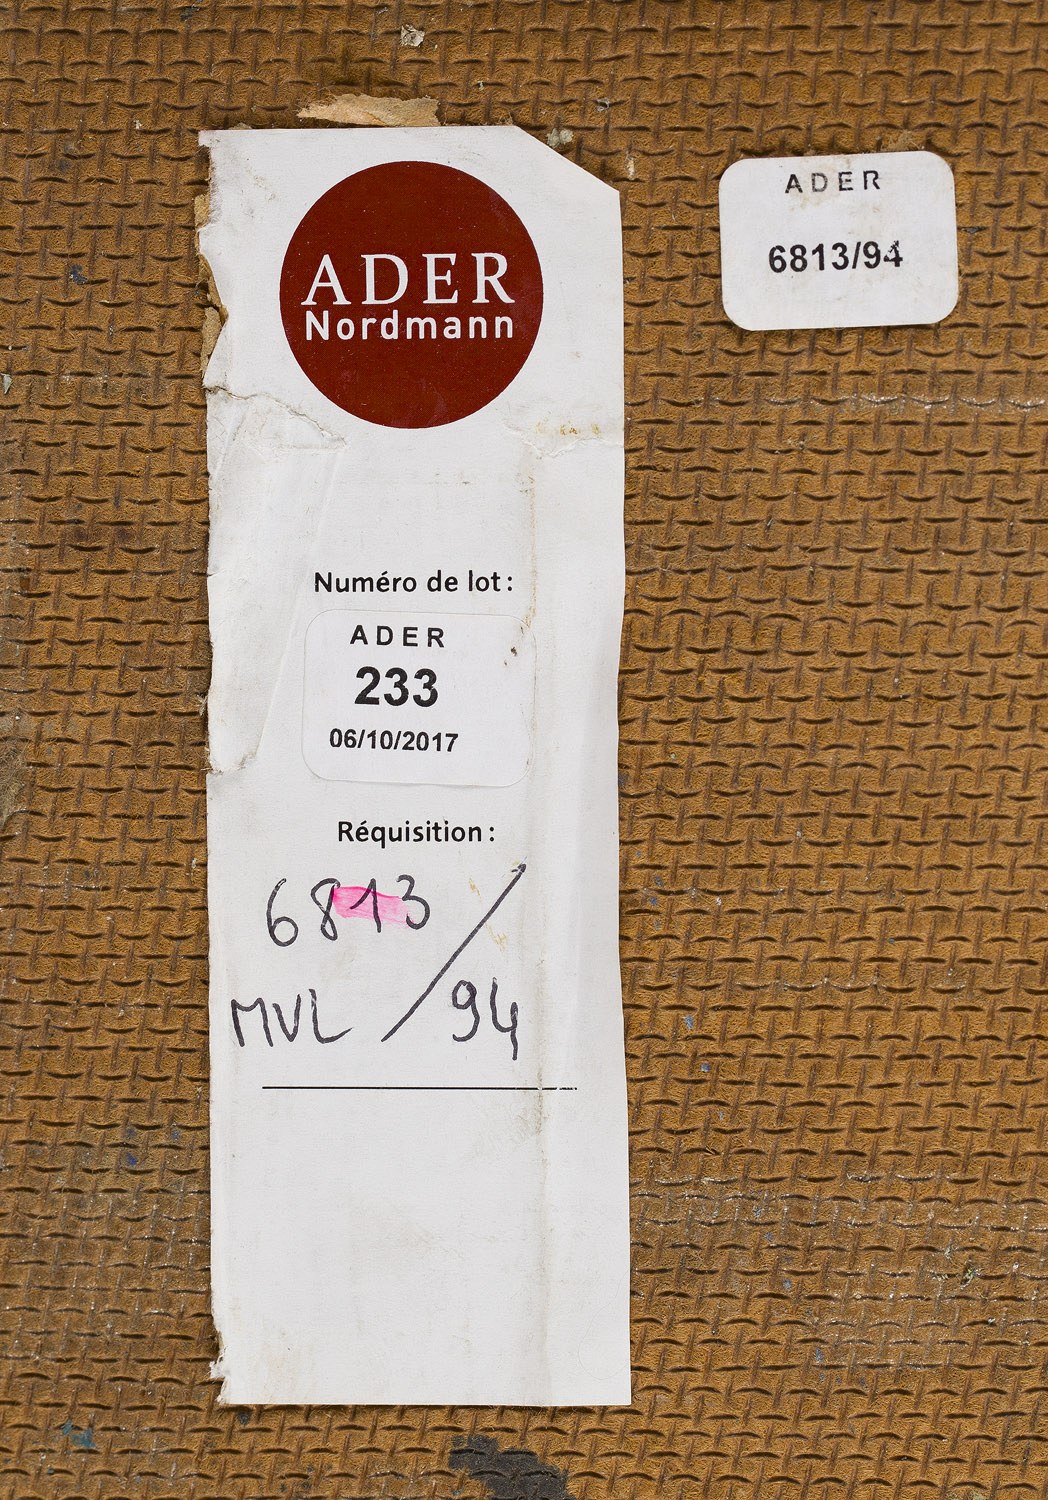 ADER
Nordmann
Numéro de lot :
ADER
233
06/10/2017
Réquisition :
6813 /
MVL / 94
ADER
6813/94